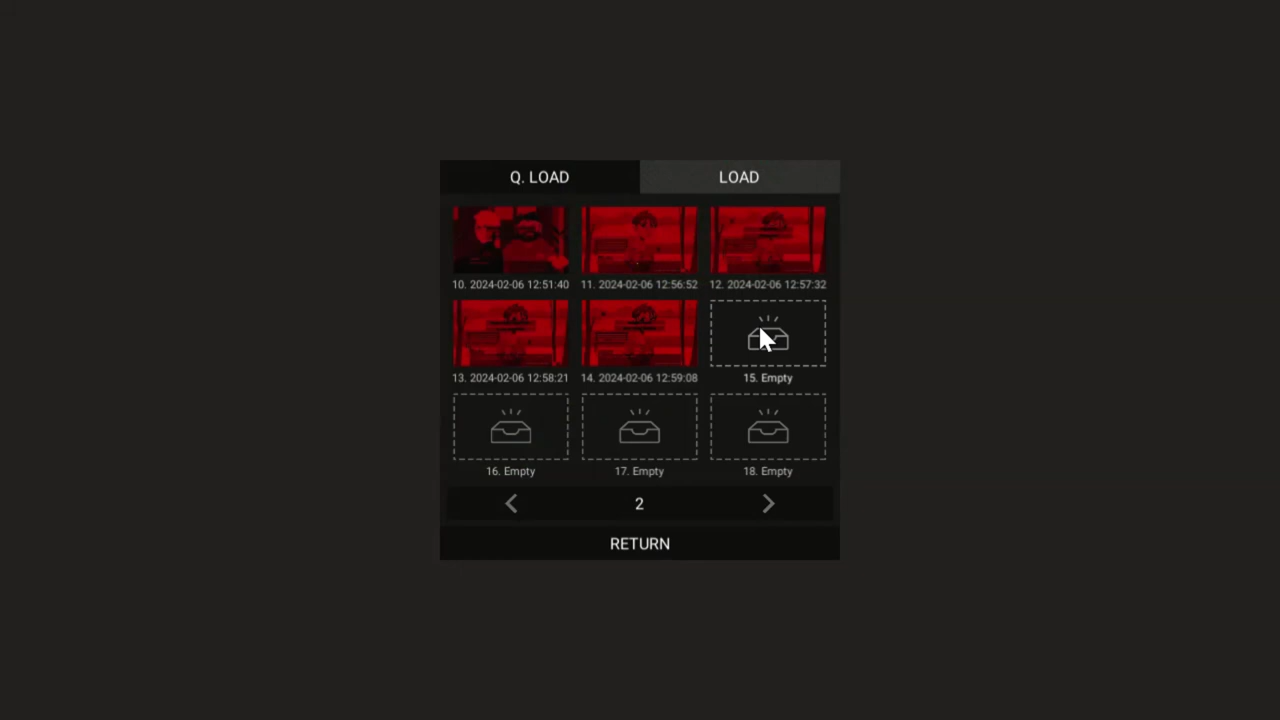 Q. LOAD LOAD
10. 2024-02-06 12:51:40 11. 2024-02-06 12:56:52 12. 2024-02-06 12:57:32
13. 2024-02-06 12:58:21 14. 2024-02-06 12:59:08 15. Empty
16. Empty 17. Empty 18. Empty
2
RETURN